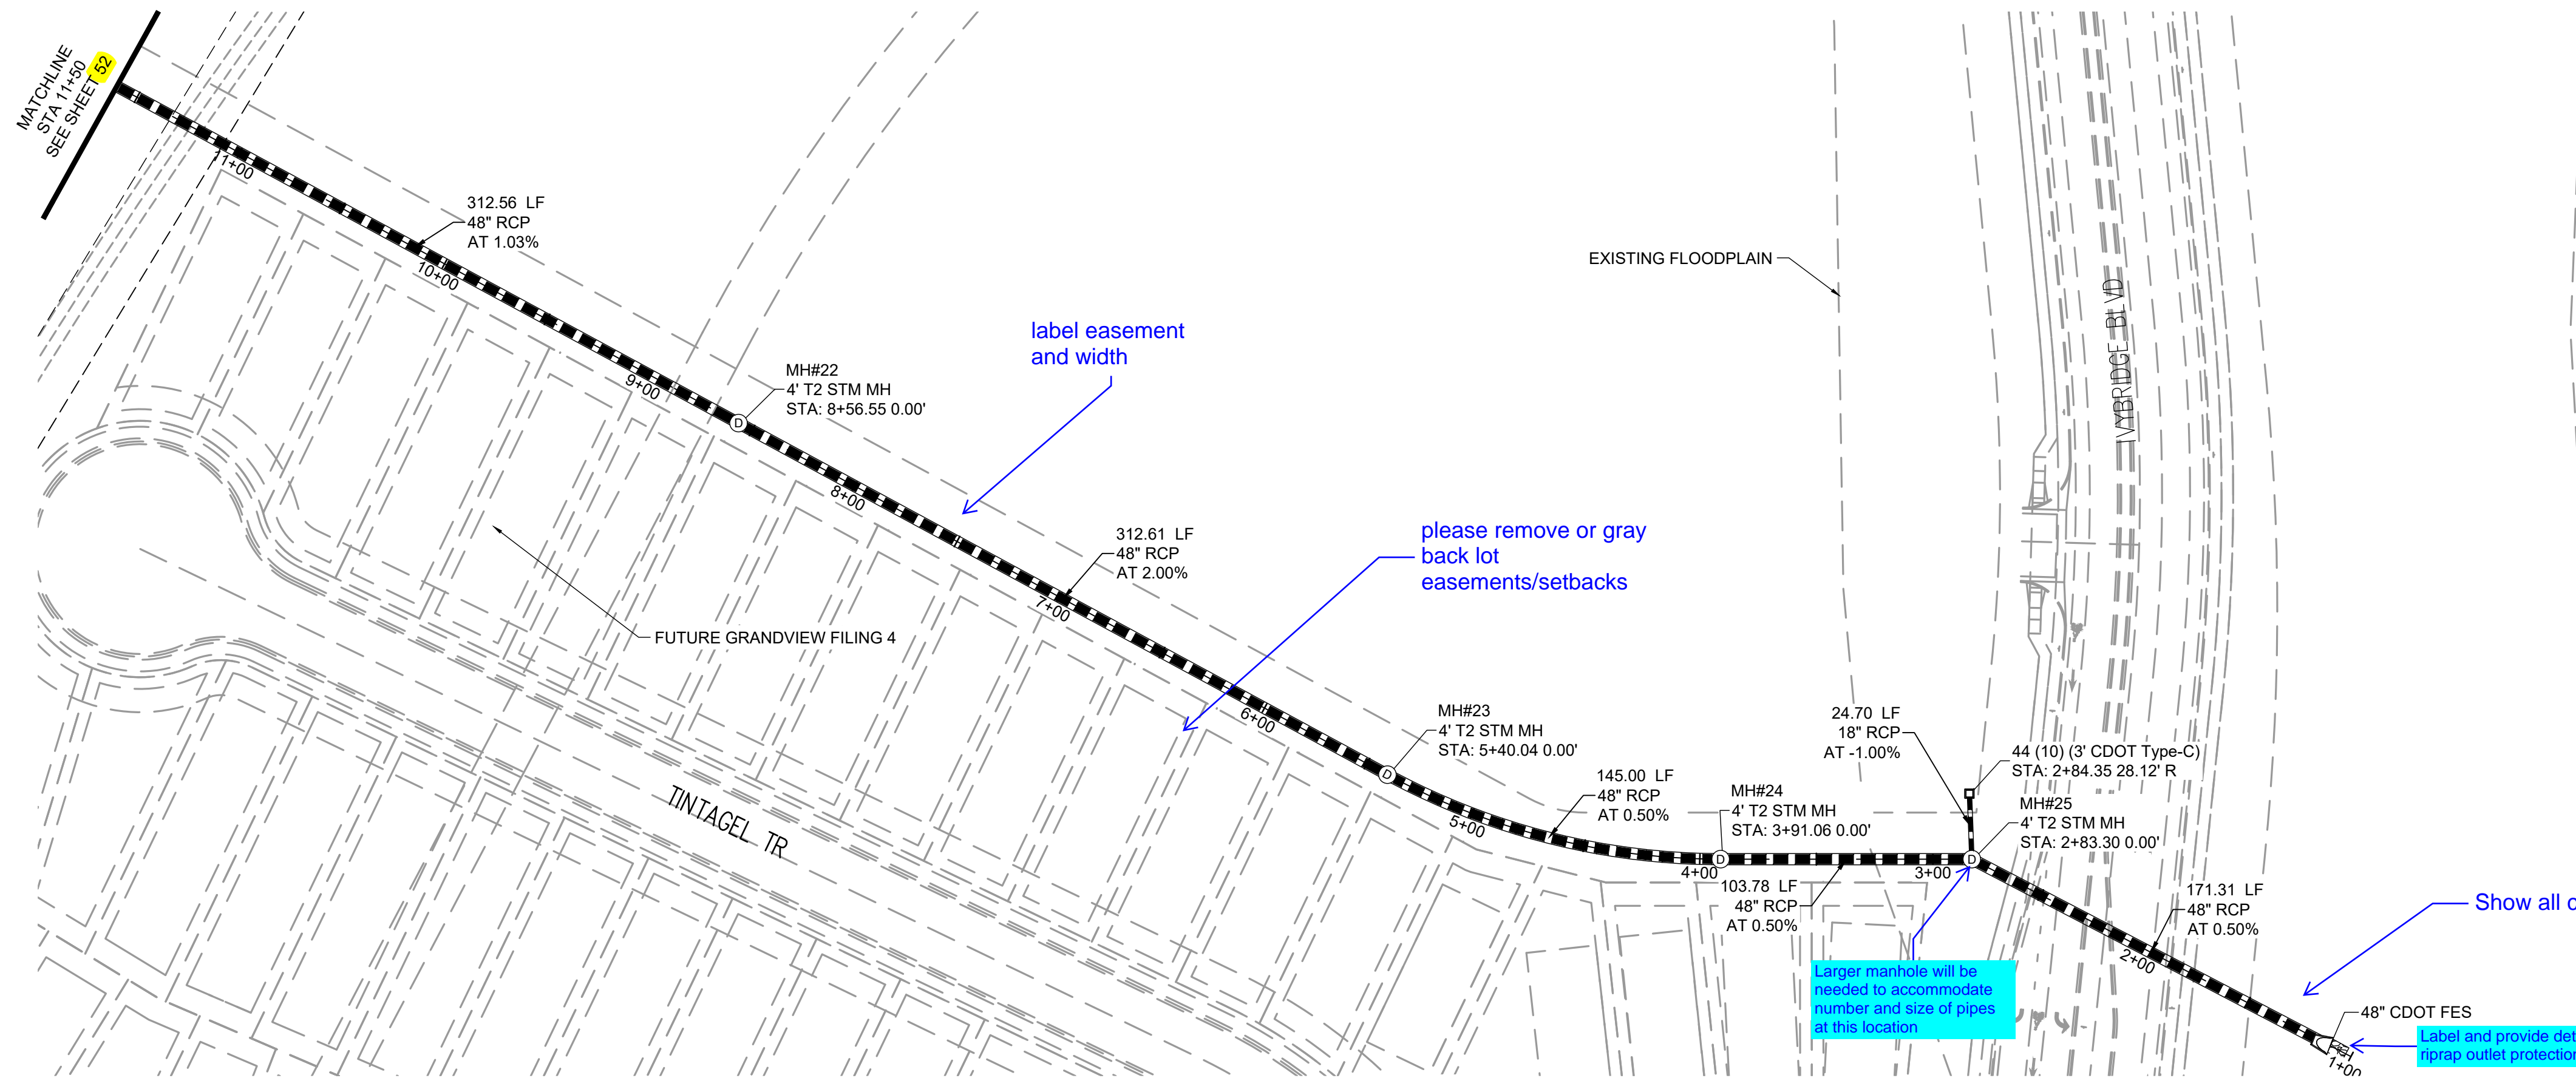 MATCHLINE
STA 11+50
SEE SHEET 52
11+00
312.56 LF
48" RCP
AT 1.03%
10+00
9+00
MH#22
4' T2 STM MH
STA: 8+56.55 0.00'
label easement
and width
8+00
312.61 LF
48" RCP
AT 2.00%
7+00
FUTURE GRANDVIEW FILING 4
please remove or gray
back lot
easements/setbacks
EXISTING FLOODPLAIN
IVYBRIDGE BLVD
6+00
MH#23
4' T2 STM MH
STA: 5+40.04 0.00'
TINTAGEL TR
5+00
145.00 LF
48" RCP
AT 0.50%
MH#24
4' T2 STM MH
STA: 3+91.06 0.00'
24.70 LF
18" RCP
AT -1.00%
44 (10) (3' CDOT Type-C)
STA: 2+84.35 28.12' R
MH#25
4' T2 STM MH
STA: 2+83.30 0.00'
4+00
3+00
103.78 LF
48" RCP
AT 0.50%
171.31 LF
48" RCP
AT 0.50%
2+00
Larger manhole will be
needed to accommodate
number and size of pipes
at this location
Show all
48" CDOT FES
Label and provide
riprap outlet protection
1+00